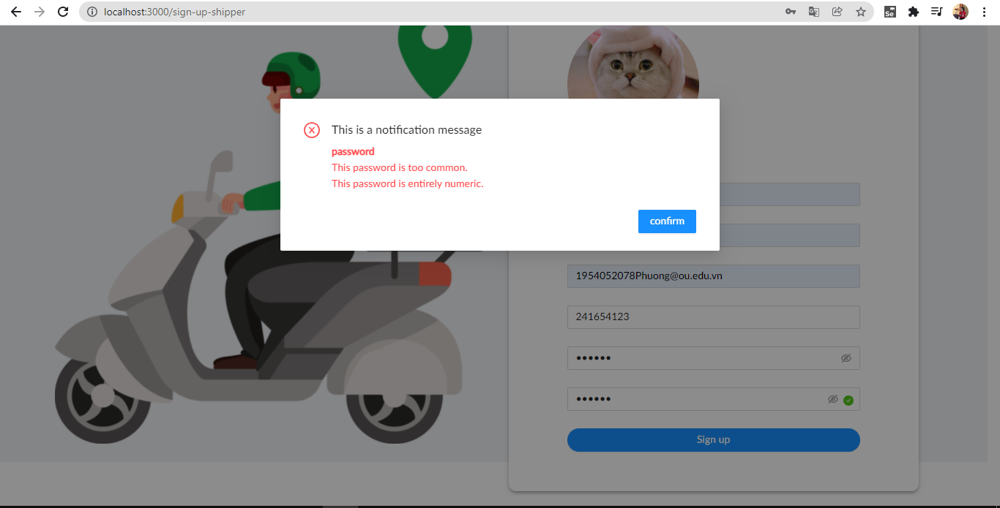 localhost:3000/sign-up-shipper
Se
This is a notification message
password
This password is too common.
This password is entirely numeric.
confirm
1954052078Phuong@ou.edu.vn
241654123
••••••
••••••
Sign up